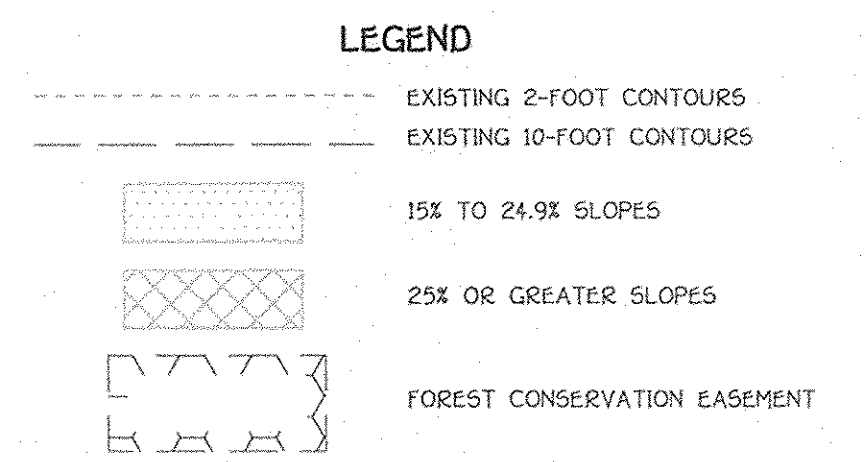 LEGEND
EXISTING 2-FOOT CONTOURS
EXISTING 10-FOOT CONTOURS
15% TO 24.9% SLOPES
25% OR GREATER SLOPES
FOREST CONSERVATION EASEMENT